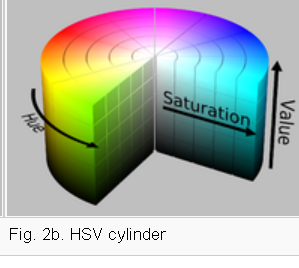 Hue
Saturation
Value
Fig. 2b. HSV cylinder